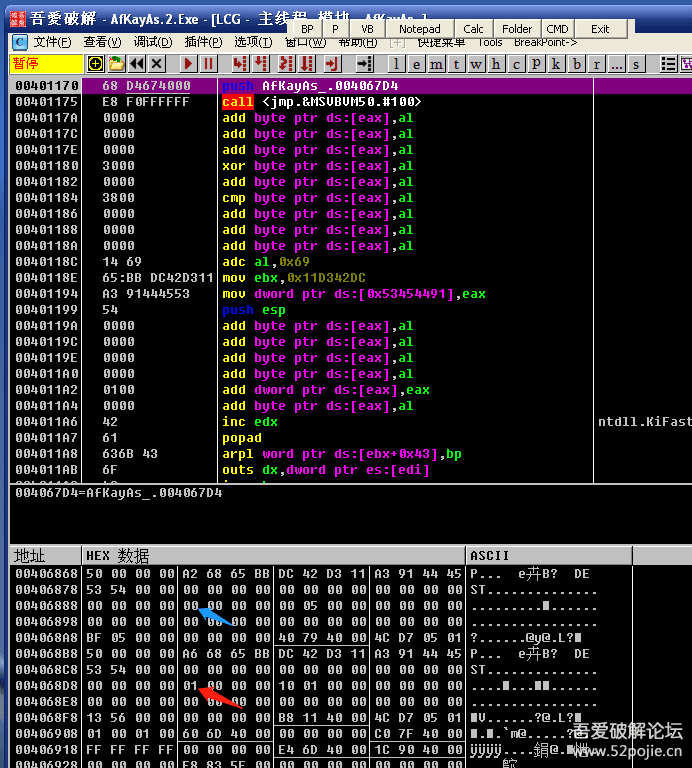 吾愛破解 - AfKayAs.2.Exe - [LCG - 主线程, 模块 - AfKayAs_]
BP P VB Notepad Calc Folder CMD Exit
C 文件(F) 查看(V) 调试(D) 插件(P) 选项(T) 窗口(W) 帮助(H) [+] 快捷菜单 Tools BreakPoint->
暂停 l e m t w h c p k b r ... s
00401170 68 D4674000 push AfKayAs_.004067D4
00401175 E8 F0FFFFFF call <jmp.&MSVBVM50.#100>
0040117A 0000 add byte ptr ds:[eax],al
0040117C 0000 add byte ptr ds:[eax],al
0040117E 0000 add byte ptr ds:[eax],al
00401180 3000 xor byte ptr ds:[eax],al
00401182 0000 add byte ptr ds:[eax],al
00401184 3800 cmp byte ptr ds:[eax],al
00401186 0000 add byte ptr ds:[eax],al
00401188 0000 add byte ptr ds:[eax],al
0040118A 0000 add byte ptr ds:[eax],al
0040118C 14 69 adc al,0x69
0040118E 65:BB DC42D311 mov ebx,0x11D342DC
00401194 A3 91444553 mov dword ptr ds:[0x53454491],eax
00401199 54 push esp
0040119A 0000 add byte ptr ds:[eax],al
0040119C 0000 add byte ptr ds:[eax],al
0040119E 0000 add byte ptr ds:[eax],al
004011A0 0000 add byte ptr ds:[eax],al
004011A2 0100 add dword ptr ds:[eax],eax
004011A4 0000 add byte ptr ds:[eax],al
004011A6 42 inc edx ntdll.KiFast
004011A7 61 popad
004011A8 636B 43 arpl word ptr ds:[ebx+0x43],bp
004011AB 6F outs dx,dword ptr es:[edi]
004067D4=AfKayAs_.004067D4
地址 HEX 数据 ASCII
00406868 50 00 00 00 A2 68 65 BB DC 42 D3 11 A3 91 44 45 P... e卉B? DE
00406878 53 54 00 00 00 00 00 00 00 00 00 00 00 00 00 00 ST..............
00406888 00 00 00 00 00 00 00 00 00 05 00 00 00 00 00 00 .........■......
00406898 00 00 00 00 00 00 00 00 00 00 00 00 00 00 00 00 ................
004068A8 BF 05 00 00 00 00 00 00 40 79 40 00 4C D7 05 01 ?......@y@.L?■
004068B8 50 00 00 00 A6 68 65 BB DC 42 D3 11 A3 91 44 45 P... e卉B? DE
004068C8 53 54 00 00 00 00 00 00 00 00 00 00 00 00 00 00 ST..............
004068D8 00 00 00 00 01 00 00 00 10 01 00 00 00 00 00 00 ....■...■■......
004068E8 00 00 00 00 00 00 00 00 00 00 00 00 00 00 00 00 ................
004068F8 13 56 00 00 00 00 00 00 B8 11 40 00 4C D7 05 01 ■V......?@.L?■
00406908 01 00 01 00 60 6D 40 00 00 00 00 00 C0 7F 40 00 ■.■.`m@.....?@.
00406918 FF FF FF FF 00 00 00 00 E4 6D 40 00 1C 90 40 00
00406928 00 00 00 00 E8 83 5F 00 00 00 00 00 00 00 00 00
吾爱破解论坛
www.52pojie.cn